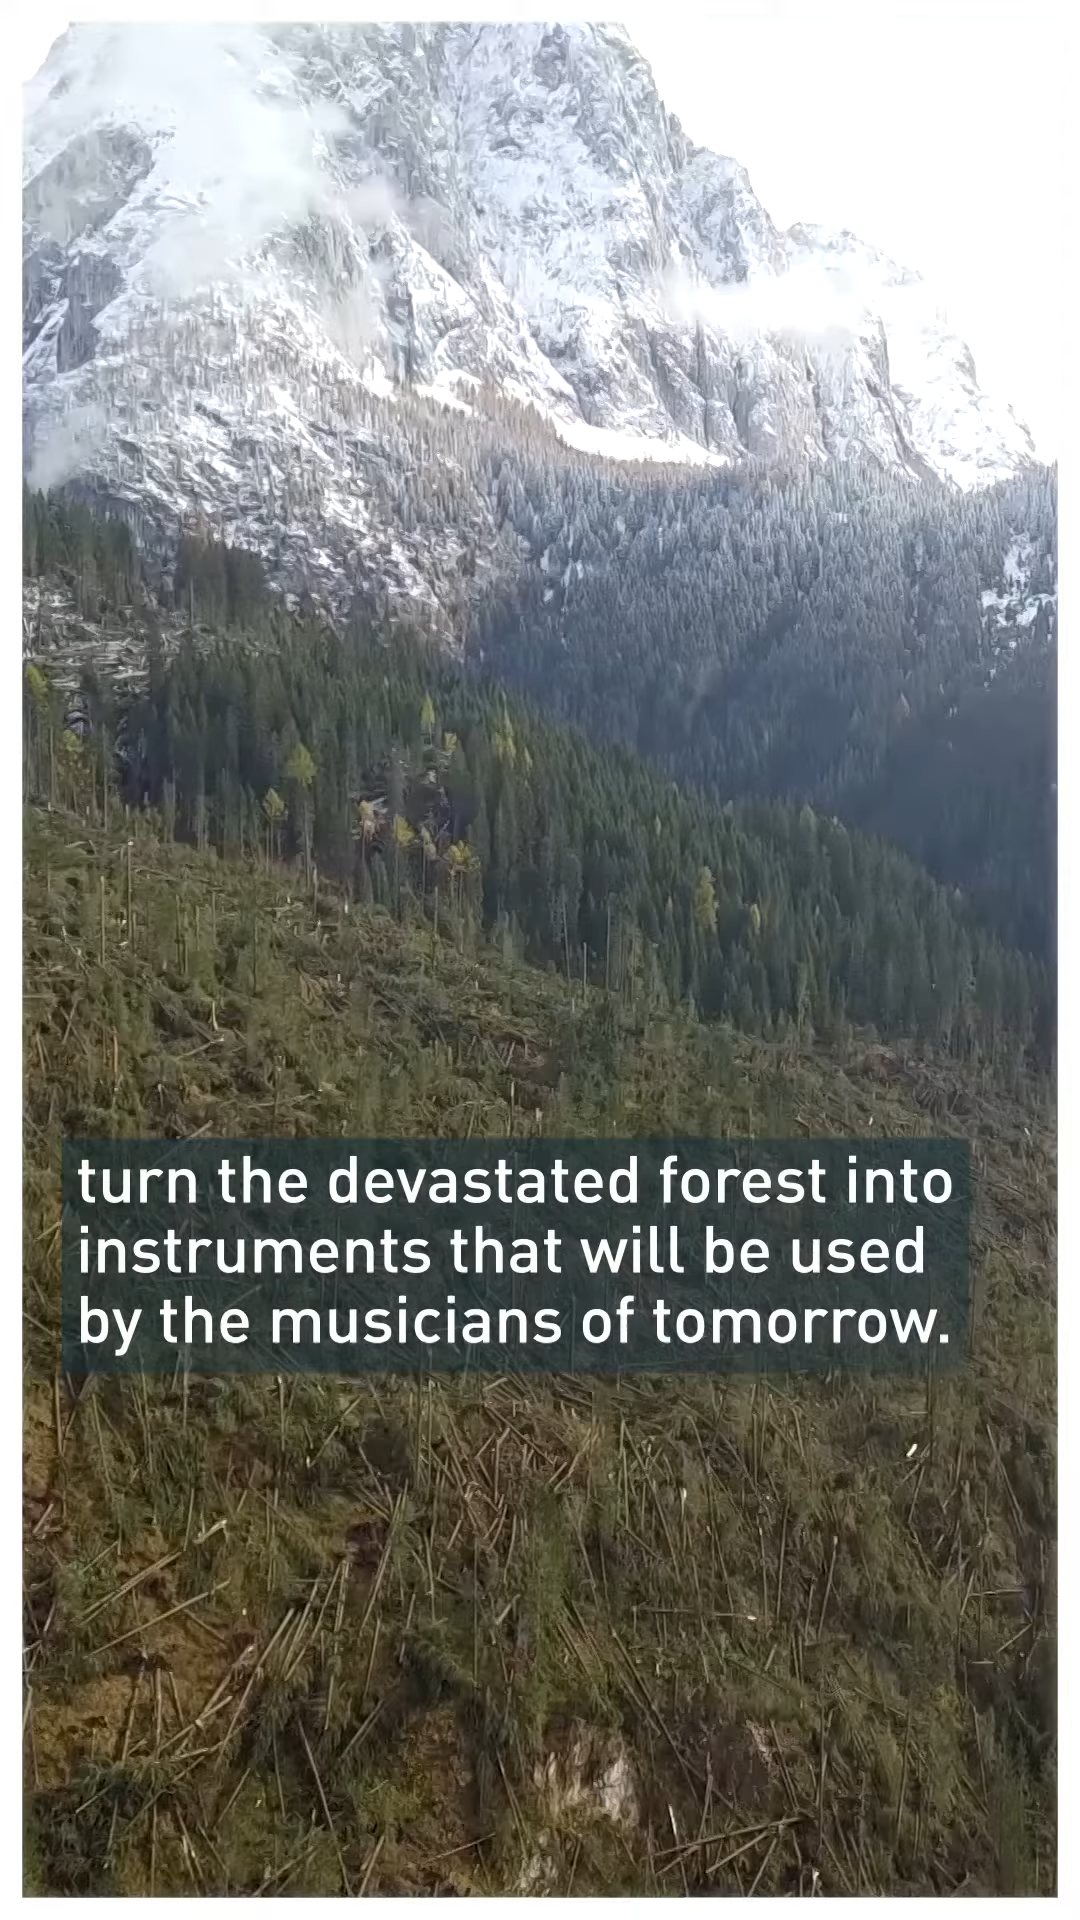 turn the devastated forest into
instruments that will be used
by the musicians of tomorrow.